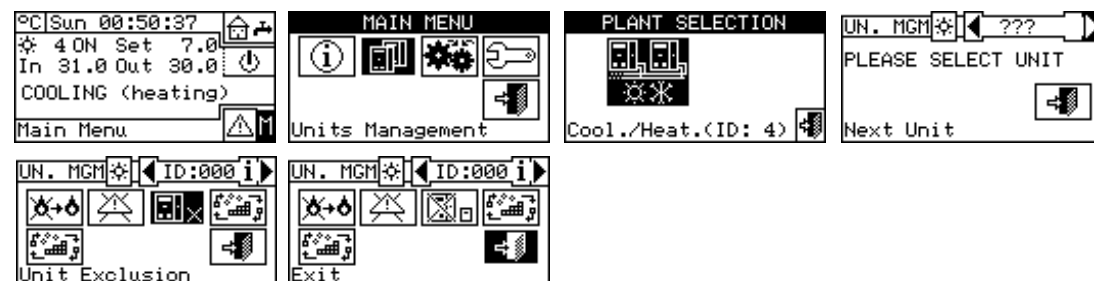 °C Sun 00:50:37
4 ON Set 7.0
In 31.0 Out 30.0
COOLING (heating)
Main Menu M
MAIN MENU
Units Management
PLANT SELECTION
Cool./Heat.(ID: 4)
UN. MGM ???
PLEASE SELECT UNIT
Next Unit
UN. MGM ID:000 i
Unit Exclusion
UN. MGM ID:000 i
Exit